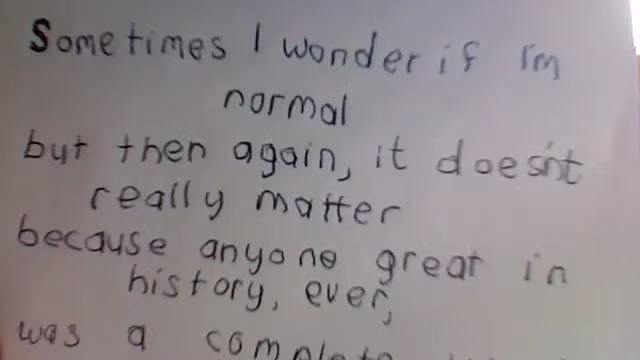 Sometimes I wonder if I'm
normal
but then again, it doesn't
really matter
because anyone great in
history, ever,
was a